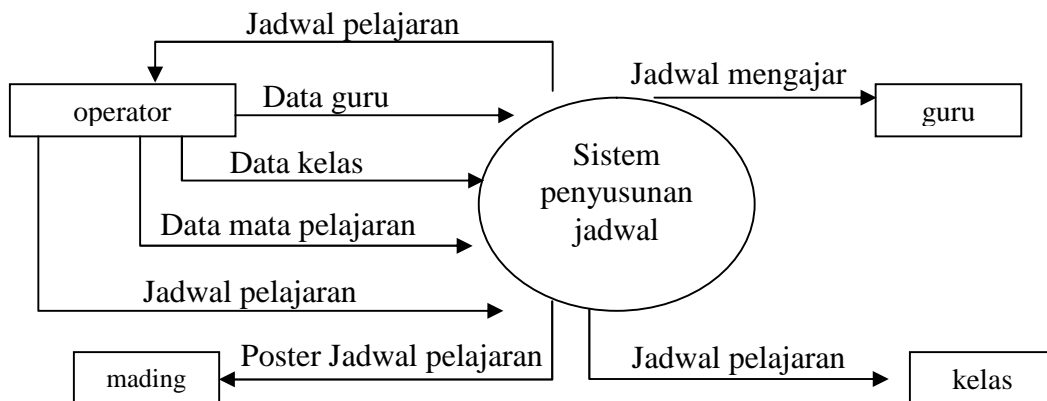 Jadwal pelajaran
Jadwal mengajar
operator
Data guru
guru
Sistem
penyusunan
jadwal
Data kelas
Data mata pelajaran
Jadwal pelajaran
Poster Jadwal pelajaran
Jadwal pelajaran
mading
kelas